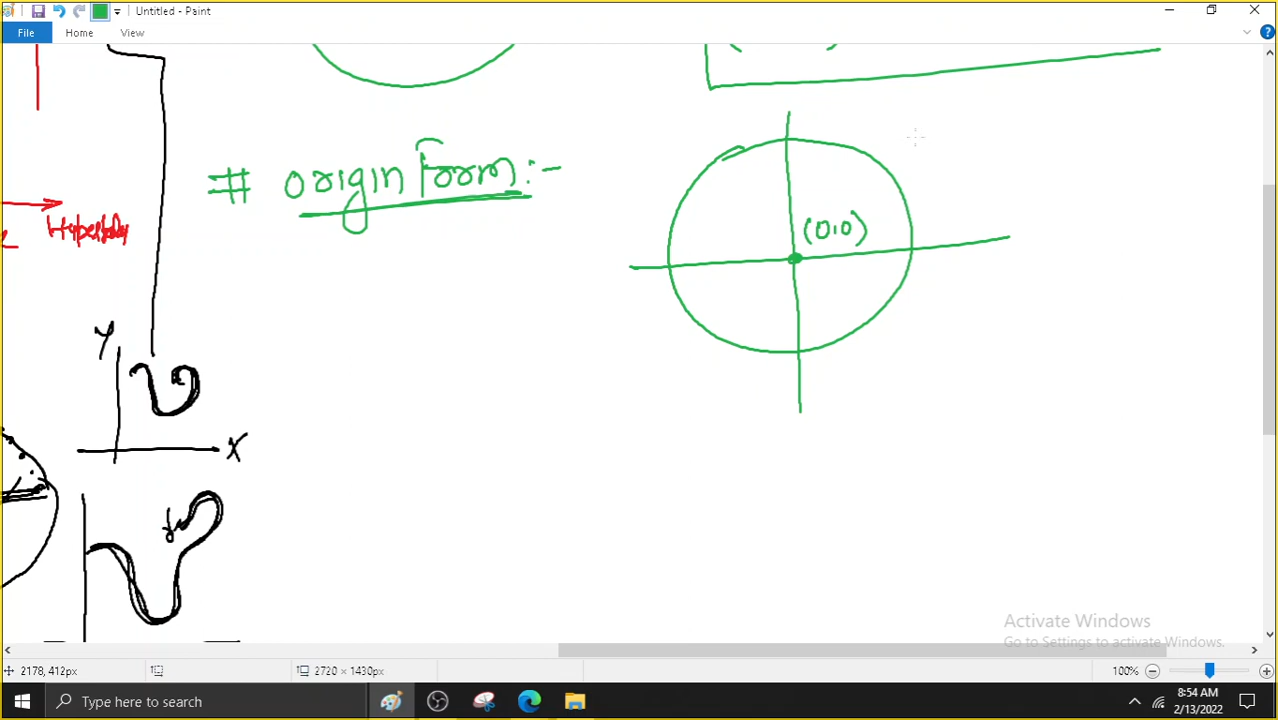 Untitled - Paint
File Home View
# Origin Form :-
(0,0)
Y
X
Activate Windows
Go to Settings to activate Windows.
2178, 412px
2720 × 1430px
100%
Type here to search
8:54 AM
2/13/2022